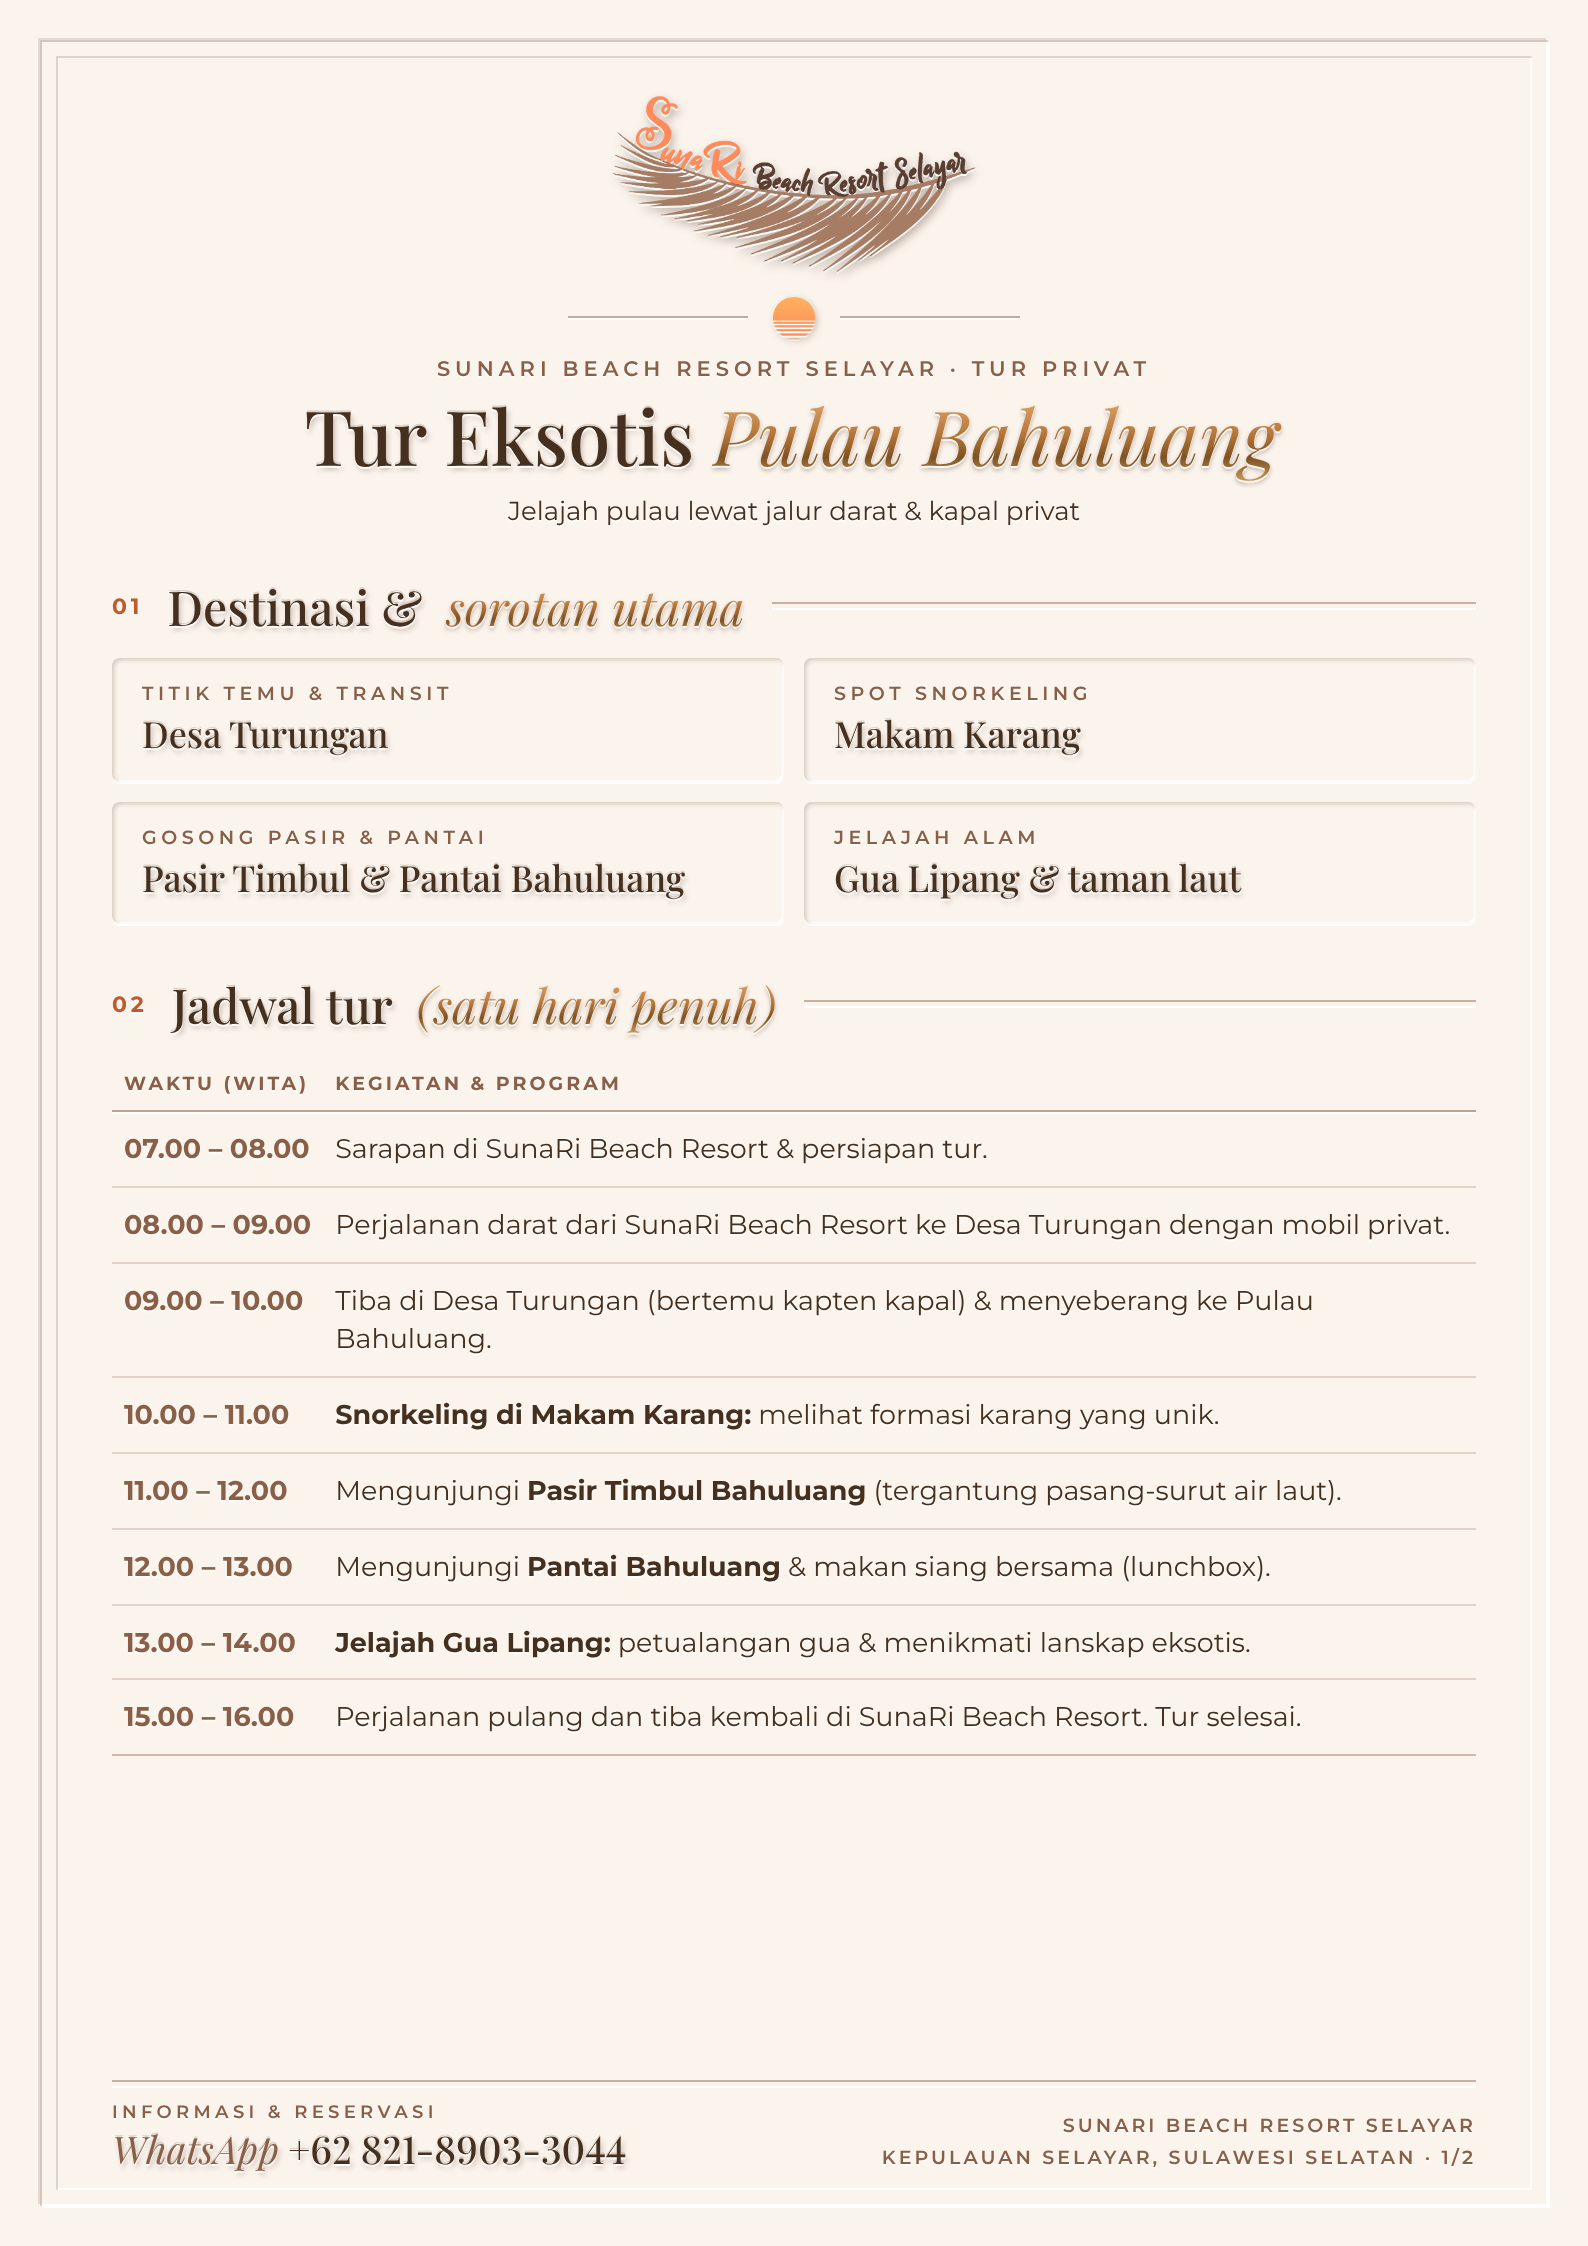 SunaRi Beach Resort Selayar
SUNARI BEACH RESORT SELAYAR · TUR PRIVAT
Tur Eksotis Pulau Bahuluang
Jelajah pulau lewat jalur darat & kapal privat
01 Destinasi & sorotan utama
TITIK TEMU & TRANSIT
Desa Turungan
SPOT SNORKELING
Makam Karang
GOSONG PASIR & PANTAI
Pasir Timbul & Pantai Bahuluang
JELAJAH ALAM
Gua Lipang & taman laut
02 Jadwal tur (satu hari penuh)
WAKTU (WITA) KEGIATAN & PROGRAM
07.00 – 08.00 Sarapan di SunaRi Beach Resort & persiapan tur.
08.00 – 09.00 Perjalanan darat dari SunaRi Beach Resort ke Desa Turungan dengan mobil privat.
09.00 – 10.00 Tiba di Desa Turungan (bertemu kapten kapal) & menyeberang ke Pulau
Bahuluang.
10.00 – 11.00 Snorkeling di Makam Karang: melihat formasi karang yang unik.
11.00 – 12.00 Mengunjungi Pasir Timbul Bahuluang (tergantung pasang-surut air laut).
12.00 – 13.00 Mengunjungi Pantai Bahuluang & makan siang bersama (lunchbox).
13.00 – 14.00 Jelajah Gua Lipang: petualangan gua & menikmati lanskap eksotis.
15.00 – 16.00 Perjalanan pulang dan tiba kembali di SunaRi Beach Resort. Tur selesai.
INFORMASI & RESERVASI
WhatsApp +62 821-8903-3044
SUNARI BEACH RESORT SELAYAR
KEPULAUAN SELAYAR, SULAWESI SELATAN · 1/2